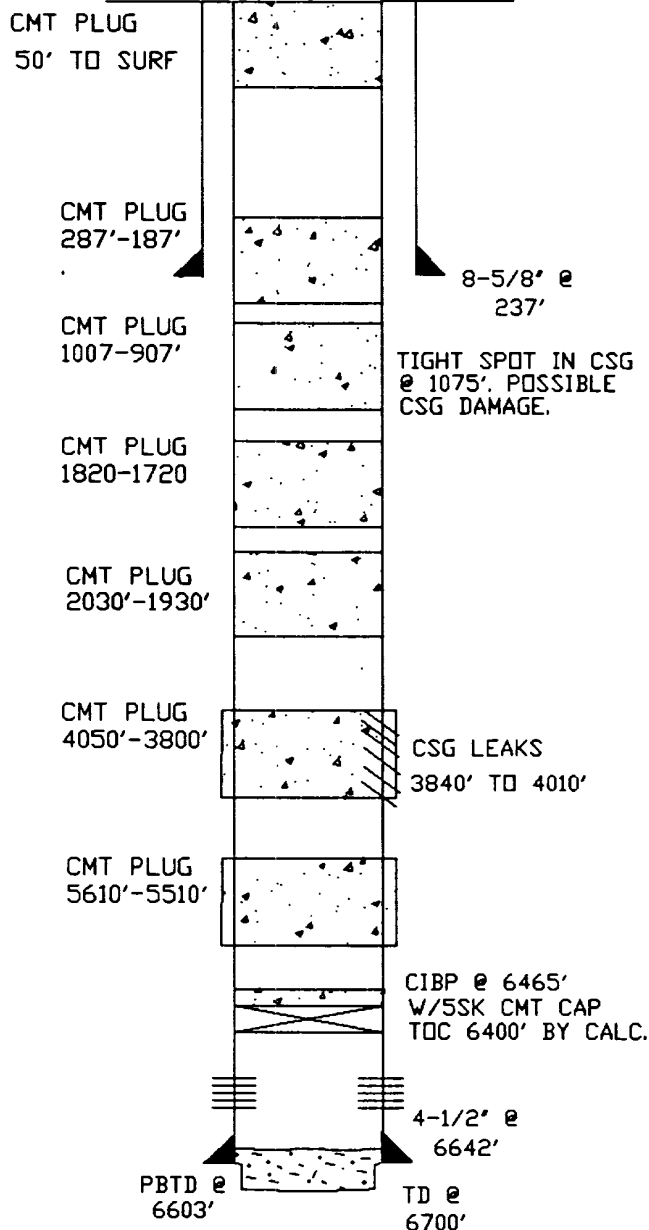 CMT PLUG
50' TO SURF
CMT PLUG
287'-187'
8-5/8" @
237'
CMT PLUG
1007-907'
TIGHT SPOT IN CSG
@ 1075'. POSSIBLE
CSG DAMAGE.
CMT PLUG
1820-1720
CMT PLUG
2030'-1930'
CMT PLUG
4050'-3800'
CSG LEAKS
3840' TO 4010'
CMT PLUG
5610'-5510'
CIBP @ 6465'
W/5SK CMT CAP
TOC 6400' BY CALC.
4-1/2" @
6642'
PBTD @
6603'
TD @
6700'